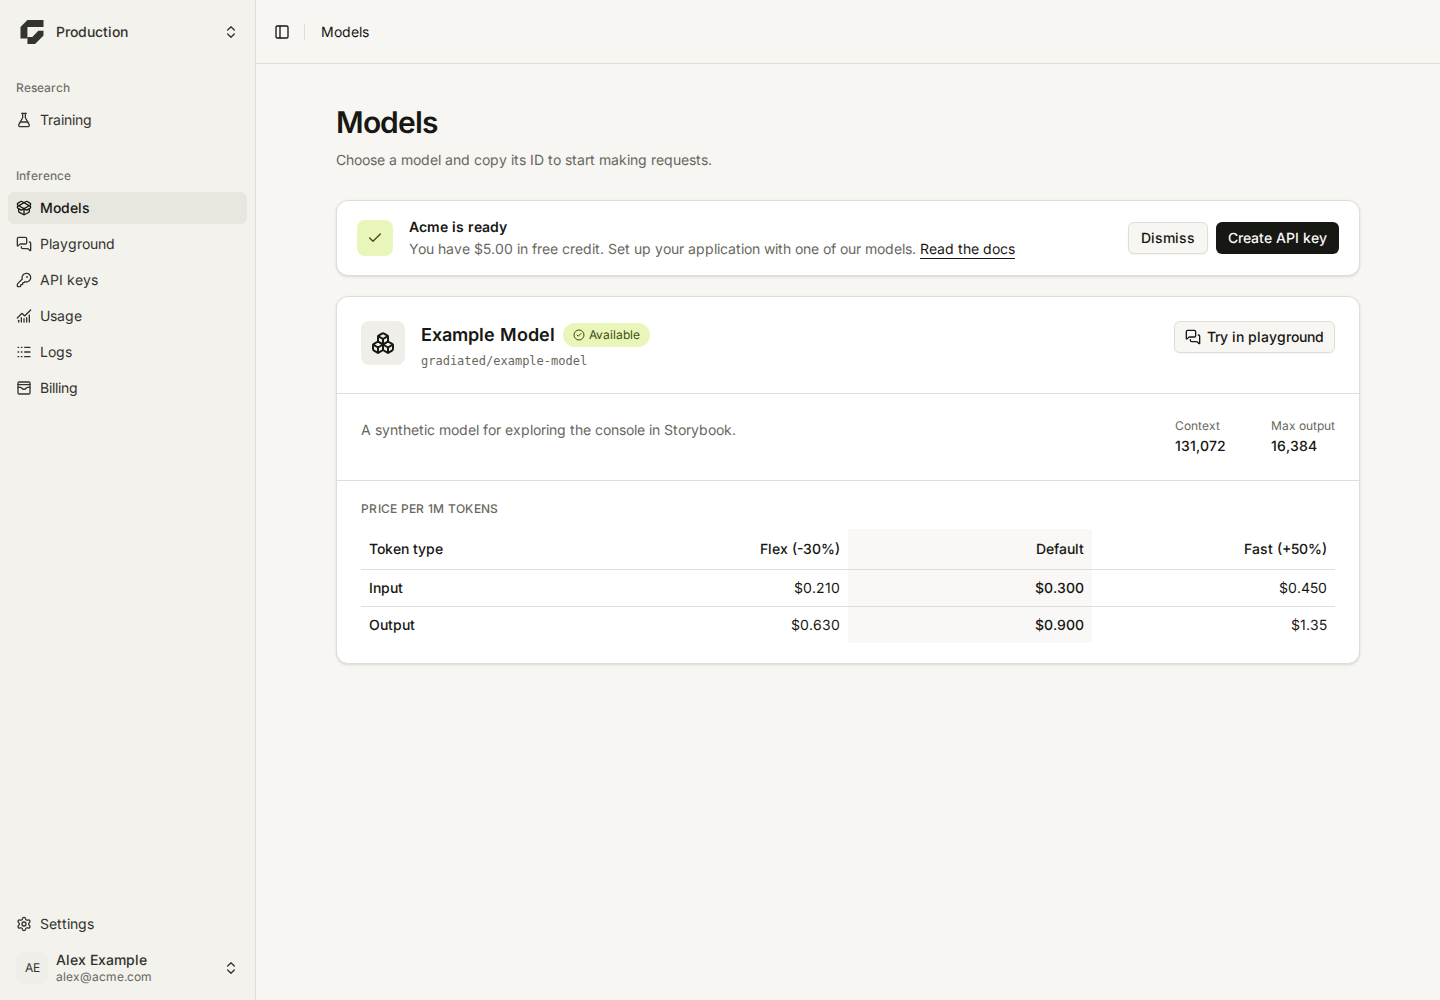 Production
Research
Training
Inference
Models
Playground
API keys
Usage
Logs
Billing
Settings
AE
Alex Example
alex@acme.com
Models
Models
Choose a model and copy its ID to start making requests.
Acme is ready
You have $5.00 in free credit. Set up your application with one of our models. Read the docs
Dismiss
Create API key
Example Model
Available
gradiated/example-model
Try in playground
A synthetic model for exploring the console in Storybook.
Context
131,072
Max output
16,384
PRICE PER 1M TOKENS
Token type Flex (-30%) Default Fast (+50%)
Input $0.210 $0.300 $0.450
Output $0.630 $0.900 $1.35